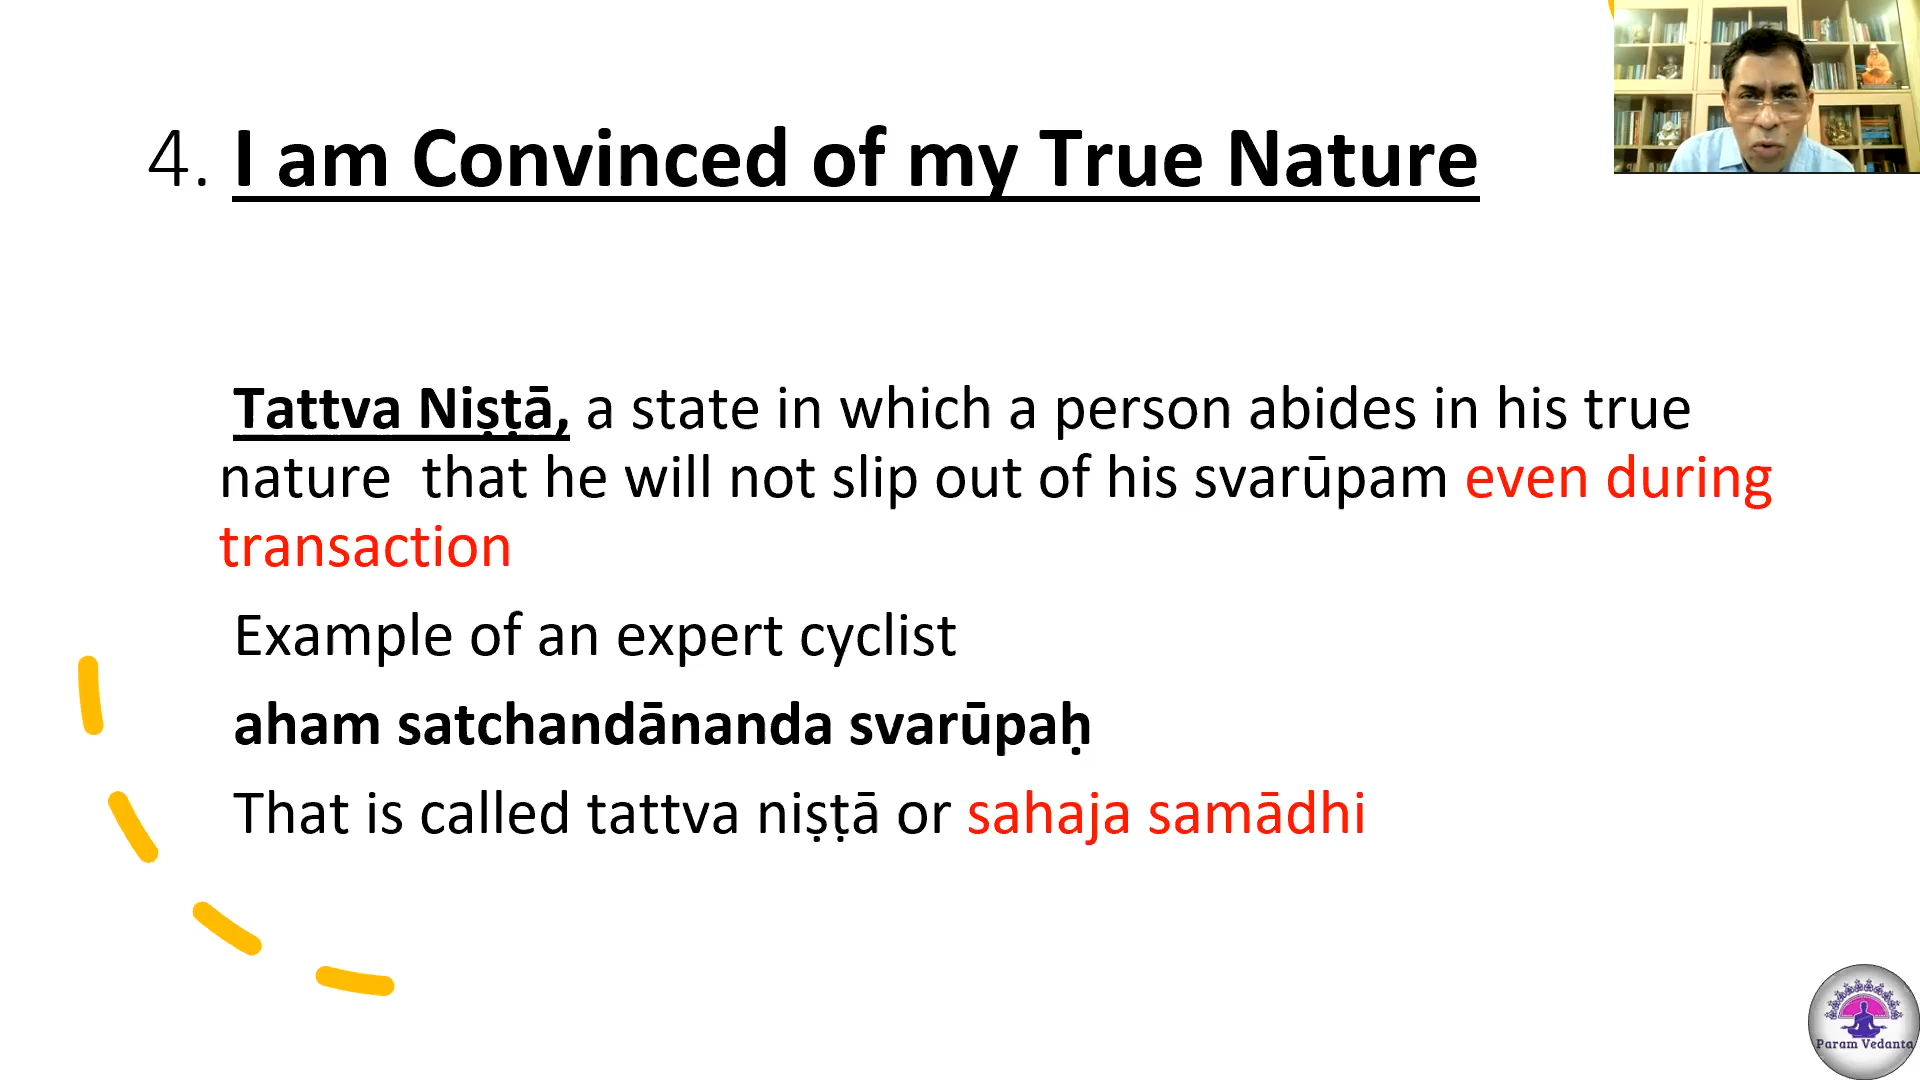 4. I am Convinced of my True Nature
Tattva Niṣṭā, a state in which a person abides in his true
nature that he will not slip out of his svarūpam even during
transaction
Example of an expert cyclist
aham satchandānanda svarūpaḥ
That is called tattva niṣṭā or sahaja samādhi
Param Vedanta